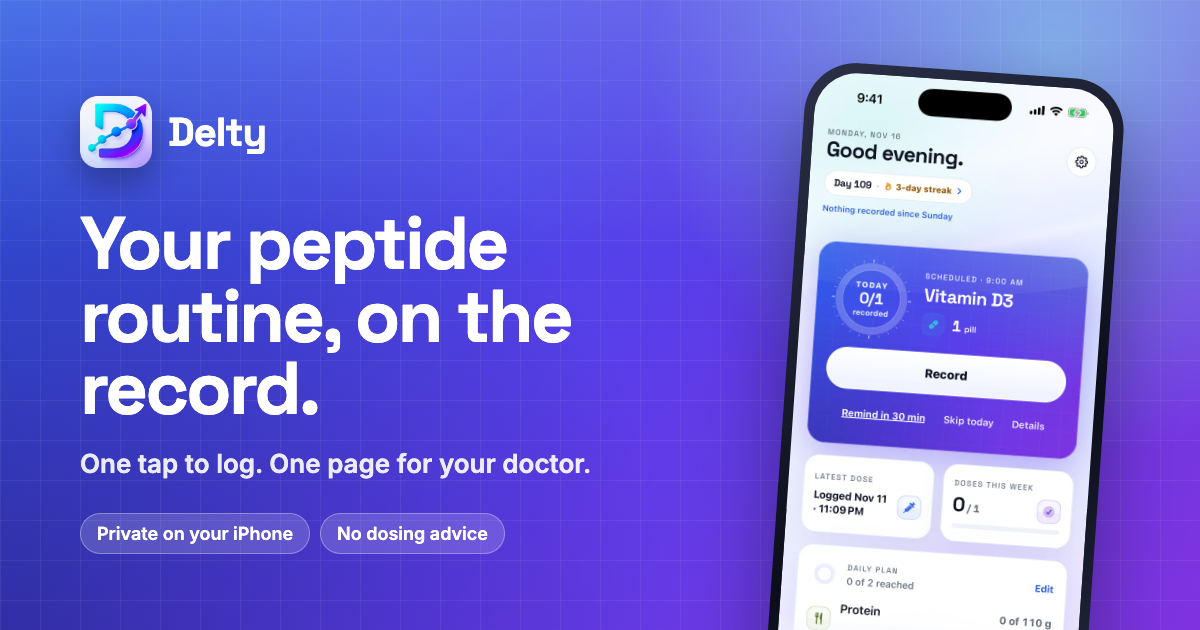 Delty
Your peptide
routine, on the
record.
One tap to log. One page for your doctor.
Private on your iPhone
No dosing advice
9:41
MONDAY, NOV 16
Good evening.
Day 109 · 3-day streak >
Nothing recorded since Sunday
TODAY
0/1
recorded
SCHEDULED · 9:00 AM
Vitamin D3
1 pill
Record
Remind in 30 min
Skip today
Details
LATEST DOSE
Logged Nov 11
· 11:09 PM
DOSES THIS WEEK
0 / 1
DAILY PLAN
0 of 2 reached
Edit
Protein
0 of 110 g